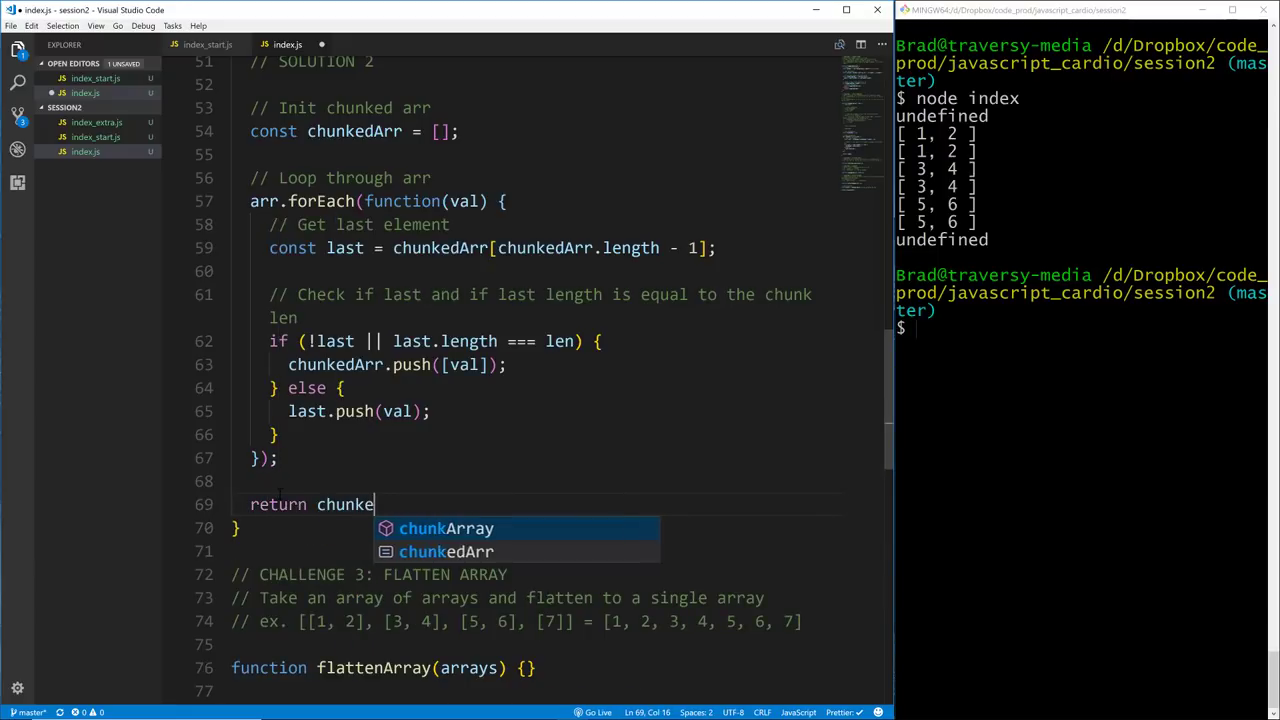 index.js - session2 - Visual Studio Code
File Edit Selection View Go Debug Tasks Help
EXPLORER
OPEN EDITORS 1 UNSAVED
index_start.js U
index.js U
SESSION2
index_extra.js U
index_start.js U
index.js U
index_start.js index.js
51 // SOLUTION 2
52
53 // Init chunked arr
54 const chunkedArr = [];
55
56 // Loop through arr
57 arr.forEach(function(val) {
58 // Get last element
59 const last = chunkedArr[chunkedArr.length - 1];
60
61 // Check if last and if last length is equal to the chunk
len
62 if (!last || last.length === len) {
63 chunkedArr.push([val]);
64 } else {
65 last.push(val);
66 }
67 });
68
69 return chunke
chunkArray
chunkedArr
70 }
71
72 // CHALLENGE 3: FLATTEN ARRAY
73 // Take an array of arrays and flatten to a single array
74 // ex. [[1, 2], [3, 4], [5, 6], [7]] = [1, 2, 3, 4, 5, 6, 7]
75
76 function flattenArray(arrays) {}
77
master* 0 0 Go Live Ln 69, Col 16 Spaces: 2 UTF-8 CRLF JavaScript Prettier: ✓
MINGW64:/d/Dropbox/code_prod/javascript_cardio/session2
Brad@traversy-media /d/Dropbox/code_
prod/javascript_cardio/session2 (mas
ter)
$ node index
undefined
[ 1, 2 ]
[ 1, 2 ]
[ 3, 4 ]
[ 3, 4 ]
[ 5, 6 ]
[ 5, 6 ]
undefined
Brad@traversy-media /d/Dropbox/code_
prod/javascript_cardio/session2 (mas
ter)
$